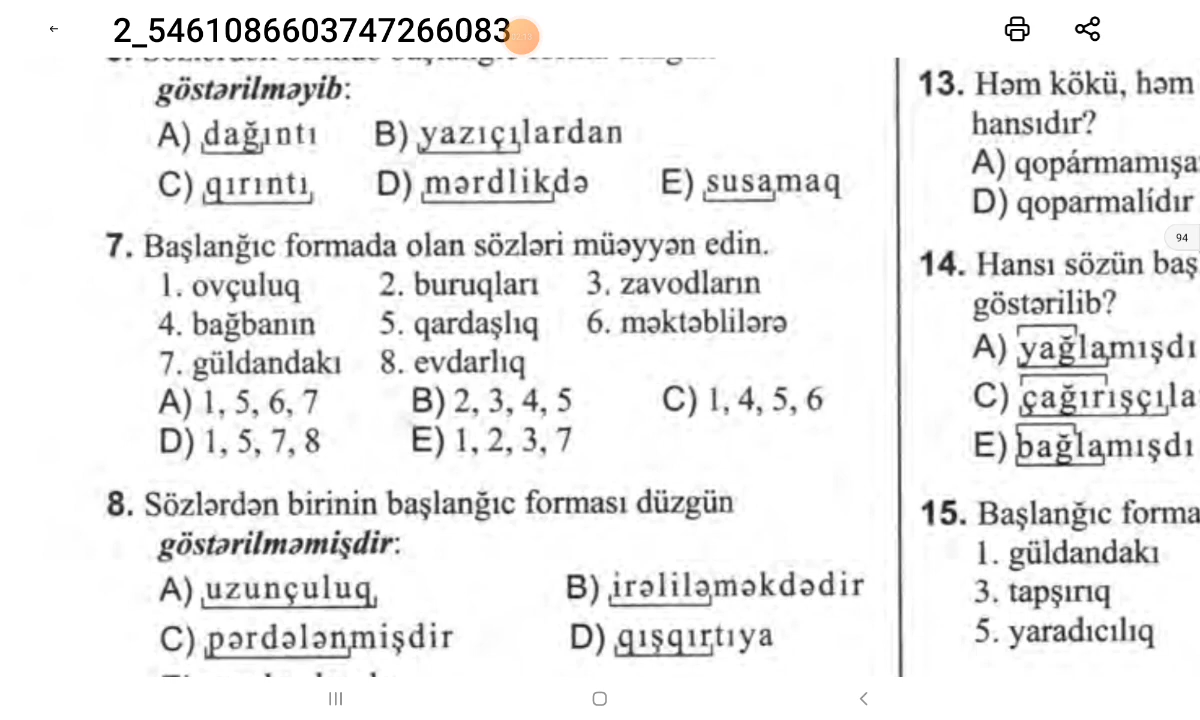 2_5461086603747266083
göstərilməyib:
A) dağıntı B) yazıçılardan
C) qırıntı D) mərdlikdə E) susamaq
7. Başlanğıc formada olan sözləri müəyyən edin.
1. ovçuluq 2. buruqları 3. zavodların
4. bağbanın 5. qardaşlıq 6. məktəblilərə
7. güldandakı 8. evdarlıq
A) 1, 5, 6, 7 B) 2, 3, 4, 5 C) 1, 4, 5, 6
D) 1, 5, 7, 8 E) 1, 2, 3, 7
8. Sözlərdən birinin başlanğıc forması düzgün
göstərilməmişdir:
A) uzunçuluq B) irəliləməkdədir
C) pərdələnmişdir D) qışqırtıya
13. Həm kökü, həm
hansıdır?
A) qopármamışa
D) qoparmalídır
94
14. Hansı sözün baş
göstərilib?
A) yağlamışdı
C) çağırışçıla
E) bağlamışdı
15. Başlanğıc forma
1. güldandakı
3. tapşırıq
5. yaradıcılıq